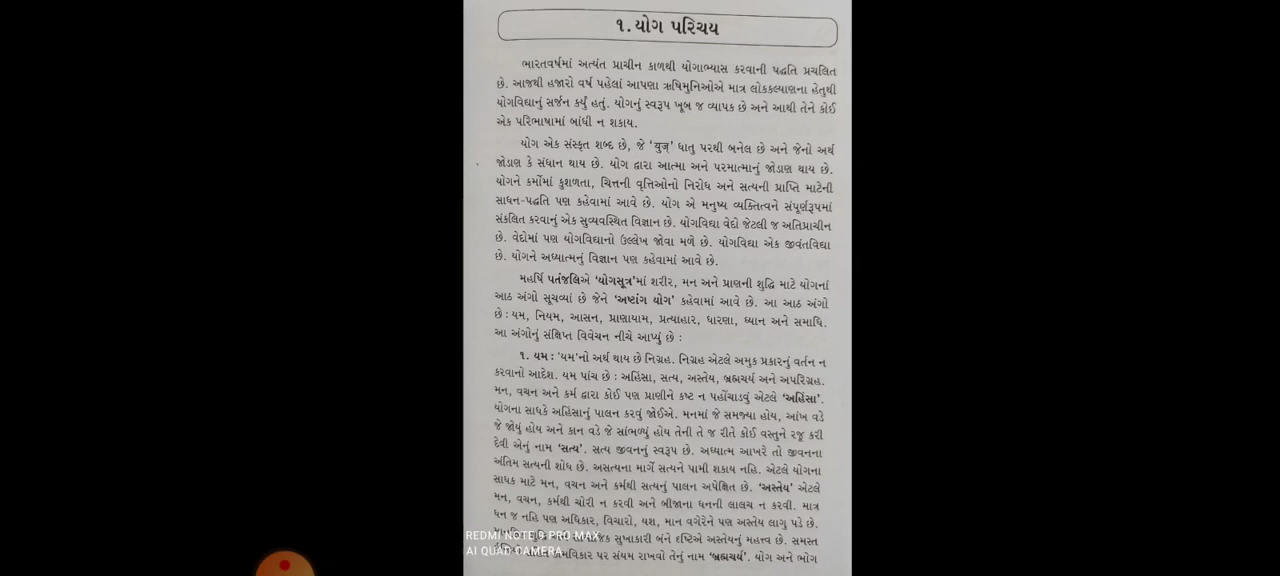 ૧. યોગ પરિચય
ભારતવર્ષમાં અત્યંત પ્રાચીન કાળથી યોગાભ્યાસ કરવાની પદ્ધતિ પ્રચલિત
છે. આજથી હજારો વર્ષ પહેલાં આપણા ઋષિમુનિઓએ માત્ર લોકકલ્યાણના હેતુથી
યોગવિદ્યાનું સર્જન કર્યું હતું. યોગનું સ્વરૂપ ખૂબ જ વ્યાપક છે અને આથી તેને કોઈ
એક પરિભાષામાં બાંધી ન શકાય.
યોગ એક સંસ્કૃત શબ્દ છે, જે ‘युज्’ ધાતુ પરથી બનેલ છે અને જેનો અર્થ
જોડાણ કે સંધાન થાય છે. યોગ દ્વારા આત્મા અને પરમાત્માનું જોડાણ થાય છે.
યોગને કર્મોમાં કુશળતા, ચિત્તની વૃત્તિઓનો નિરોધ અને સત્યની પ્રાપ્તિ માટેની
સાધન-પદ્ધતિ પણ કહેવામાં આવે છે. યોગ એ મનુષ્ય વ્યક્તિત્વને સંપૂર્ણરૂપમાં
સંકલિત કરવાનું એક સુવ્યવસ્થિત વિજ્ઞાન છે. યોગવિદ્યા વેદો જેટલી જ અતિપ્રાચીન
છે. વેદોમાં પણ યોગવિદ્યાનો ઉલ્લેખ જોવા મળે છે. યોગવિદ્યા એક જીવંતવિદ્યા
છે. યોગને અધ્યાત્મનું વિજ્ઞાન પણ કહેવામાં આવે છે.
મહર્ષિ પતંજલિએ ‘યોગસૂત્ર’માં શરીર, મન અને પ્રાણની શુદ્ધિ માટે યોગનાં
આઠ અંગો સૂચવ્યાં છે જેને ‘અષ્ટાંગ યોગ’ કહેવામાં આવે છે. આ આઠ અંગો
છે : યમ, નિયમ, આસન, પ્રાણાયામ, પ્રત્યાહાર, ધારણા, ધ્યાન અને સમાધિ.
આ અંગોનું સંક્ષિપ્ત વિવેચન નીચે આપ્યું છે :
૧. યમ : ‘યમ’નો અર્થ થાય છે નિગ્રહ. નિગ્રહ એટલે અમુક પ્રકારનું વર્તન ન
કરવાનો આદેશ. યમ પાંચ છે : અહિંસા, સત્ય, અસ્તેય, બ્રહ્મચર્ય અને અપરિગ્રહ.
મન, વચન અને કર્મ દ્વારા કોઈ પણ પ્રાણીને કષ્ટ ન પહોંચાડવું એટલે ‘અહિંસા’.
યોગના સાધકે અહિંસાનું પાલન કરવું જોઈએ. મનમાં જે સમજ્યા હોય, આંખ વડે
જે જોયું હોય અને કાન વડે જે સાંભળ્યું હોય તેની તે જ રીતે કોઈ વસ્તુને રજૂ કરી
દેવી એનું નામ ‘સત્ય’. સત્ય જીવનનું સ્વરૂપ છે. અધ્યાત્મ આખરે તો જીવનના
અંતિમ સત્યની શોધ છે. અસત્યના માર્ગે સત્યને પામી શકાય નહિ. એટલે યોગના
સાધક માટે મન, વચન અને કર્મથી સત્યનું પાલન અપેક્ષિત છે. ‘અસ્તેય’ એટલે
મન, વચન, કર્મથી ચોરી ન કરવી અને બીજાના ધનની લાલચ ન કરવી. માત્ર
ધન જ નહિ પણ અધિકાર, વિચારો, યશ, માન વગેરેને પણ અસ્તેય લાગુ પડે છે.
સુખાકારી બંને દૃષ્ટિએ અસ્તેયનું મહત્ત્વ છે. સમસ્ત
પર સંયમ રાખવો તેનું નામ ‘બ્રહ્મચર્ય’. યોગ અને ભોગ
REDMI NOTE 9 PRO MAX
AI QUAD CAMERA